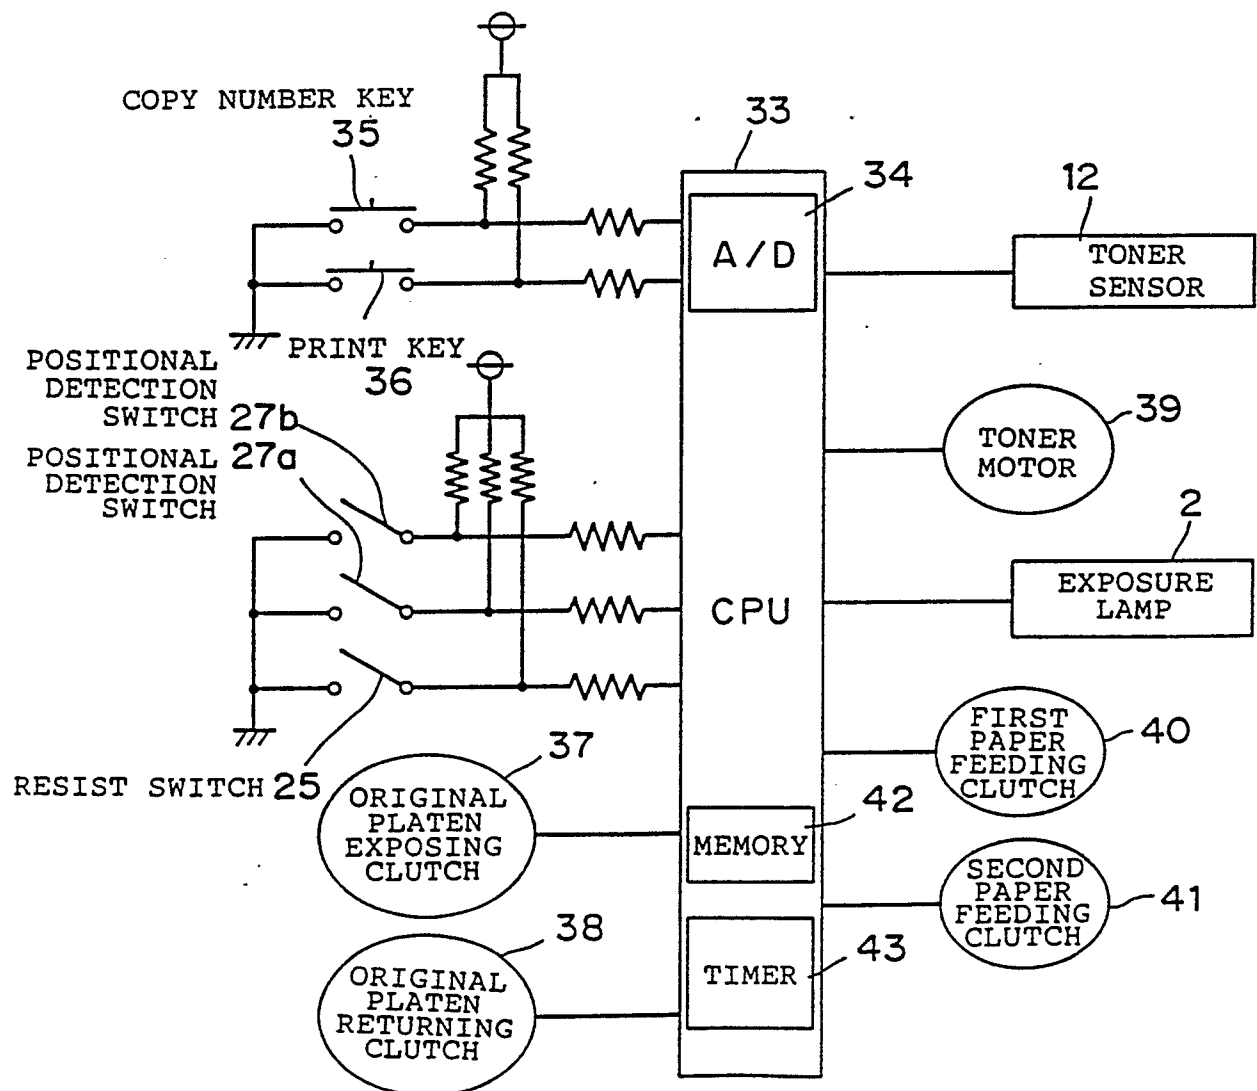 COPY NUMBER KEY
35
33
34
A/D
12
TONER
SENSOR
PRINT KEY
36
POSITIONAL
DETECTION
SWITCH 27b
POSITIONAL 27a
DETECTION
SWITCH
39
TONER
MOTOR
2
EXPOSURE
LAMP
CPU
RESIST SWITCH 25
37
ORIGINAL
PLATEN
EXPOSING
CLUTCH
FIRST
PAPER
FEEDING
CLUTCH
40
42
MEMORY
SECOND
PAPER
FEEDING
CLUTCH
41
38
ORIGINAL
PLATEN
RETURNING
CLUTCH
43
TIMER